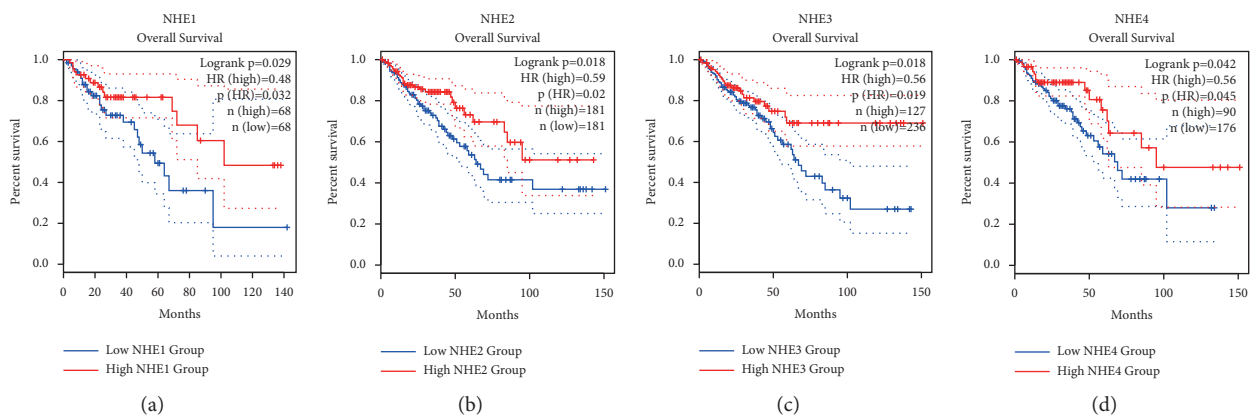 NHE1
Overall Survival
Logrank p=0.029
HR (high)=0.48
p (HR)=0.032
n (high)=68
n (low)=68
Percent survival
1.0
0.8
0.6
0.4
0.2
0.0
0 20 40 60 80 100 120 140
Months
Low NHE1 Group
High NHE1 Group
(a)
NHE2
Overall Survival
Logrank p=0.018
HR (high)=0.59
p (HR)=0.02
n (high)=181
n (low)=181
Percent survival
1.0
0.8
0.6
0.4
0.2
0.0
0 50 100 150
Months
Low NHE2 Group
High NHE2 Group
(b)
NHE3
Overall Survival
Logrank p=0.018
HR (high)=0.56
p (HR)=0.019
n (high)=127
n (low)=236
Percent survival
1.0
0.8
0.6
0.4
0.2
0.0
0 50 100 150
Months
Low NHE3 Group
High NHE3 Group
(c)
NHE4
Overall Survival
Logrank p=0.042
HR (high)=0.56
p (HR)=0.045
n (high)=90
n (low)=176
Percent survival
1.0
0.8
0.6
0.4
0.2
0.0
0 50 100 150
Months
Low NHE4 Group
High NHE4 Group
(d)